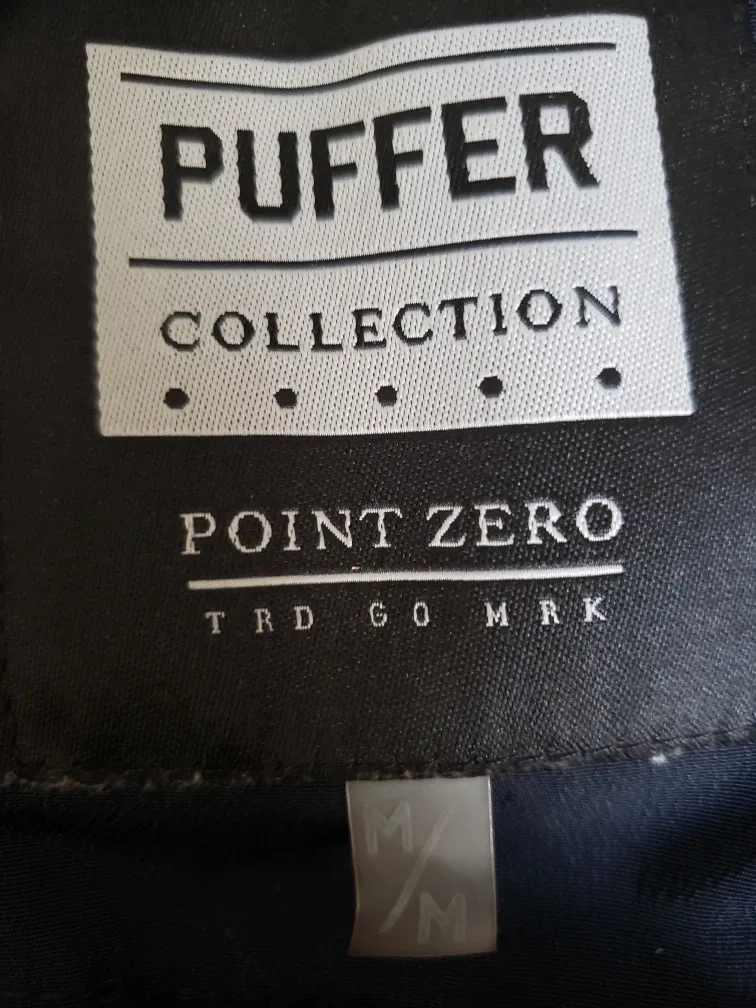 PUFFER
COLLECTION
POINT ZERO
TRD GO MRK
M/M